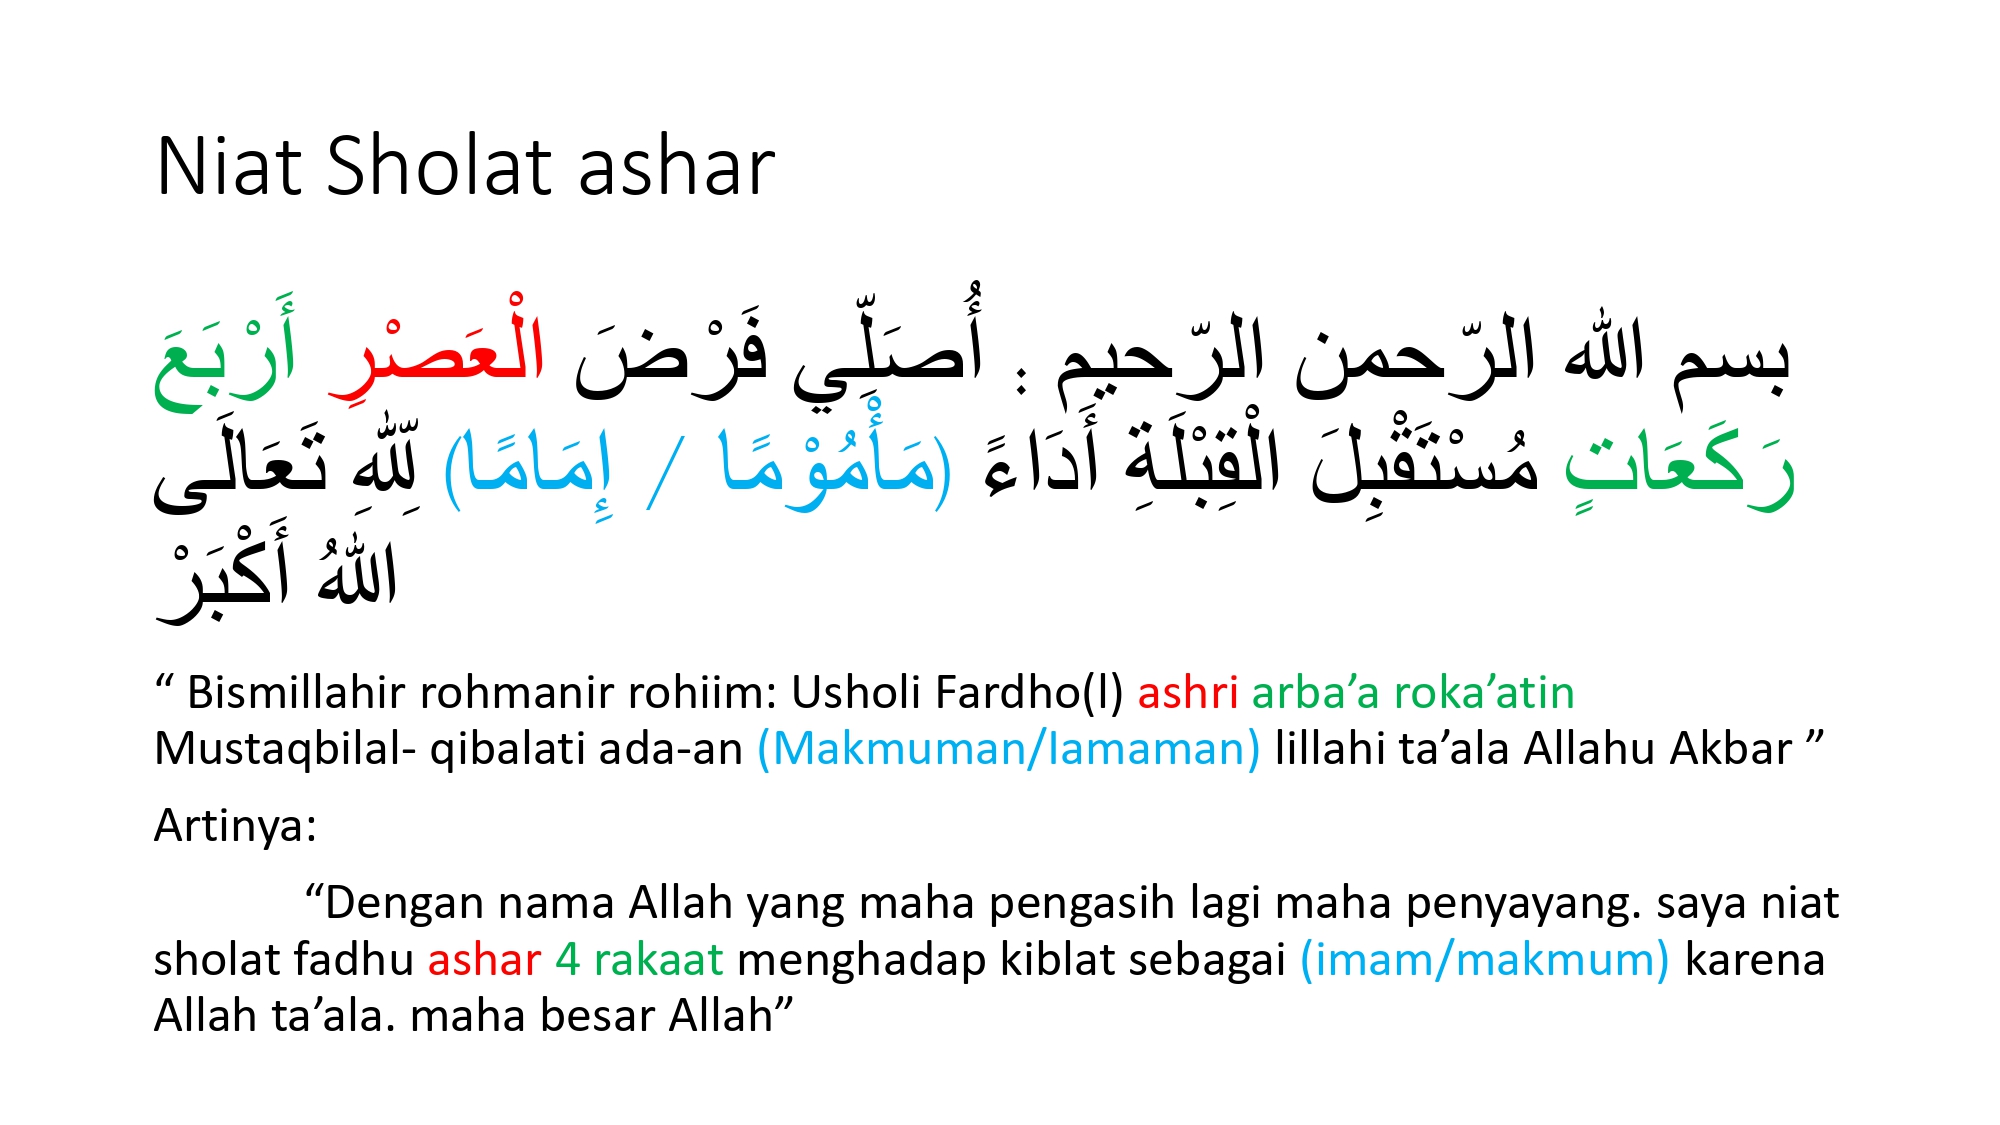 Niat Sholat ashar
بسم الله الرّحمن الرّحيم : أُصَلِّي فَرْضَ الْعَصْرِ أَرْبَعَ
رَكَعَاتٍ مُسْتَقْبِلَ الْقِبْلَةِ أَدَاءً (مَأْمُوْمًا / إِمَامًا) لِلّٰهِ تَعَالَى
اللهُ أَكْبَرْ
“ Bismillahir rohmanir rohiim: Usholi Fardho(l) ashri arba’a roka’atin
Mustaqbilal- qibalati ada-an (Makmuman/Iamaman) lillahi ta’ala Allahu Akbar ”
Artinya:
“Dengan nama Allah yang maha pengasih lagi maha penyayang. saya niat
sholat fadhu ashar 4 rakaat menghadap kiblat sebagai (imam/makmum) karena
Allah ta’ala. maha besar Allah”